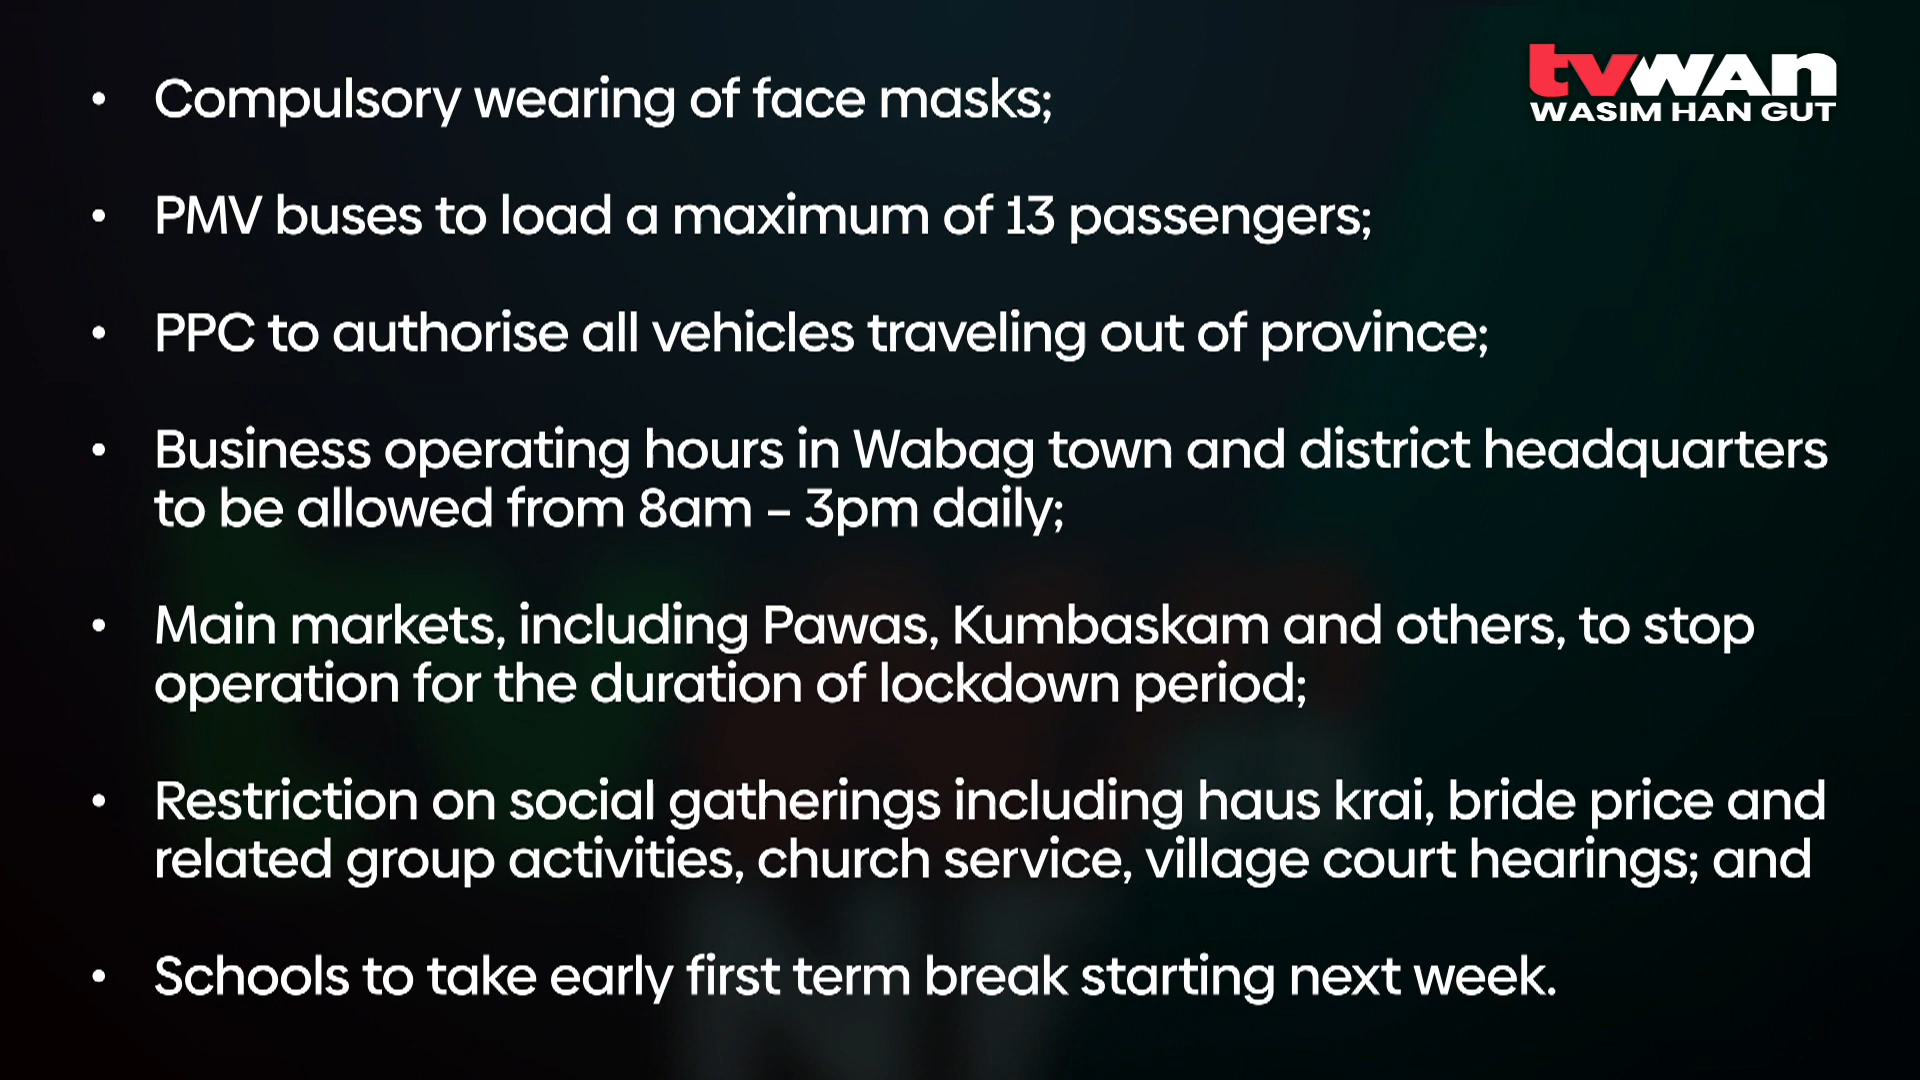 tvwan
WASIM HAN GUT
• Compulsory wearing of face masks;
• PMV buses to load a maximum of 13 passengers;
• PPC to authorise all vehicles traveling out of province;
• Business operating hours in Wabag town and district headquarters
to be allowed from 8am – 3pm daily;
• Main markets, including Pawas, Kumbaskam and others, to stop
operation for the duration of lockdown period;
• Restriction on social gatherings including haus krai, bride price and
related group activities, church service, village court hearings; and
• Schools to take early first term break starting next week.